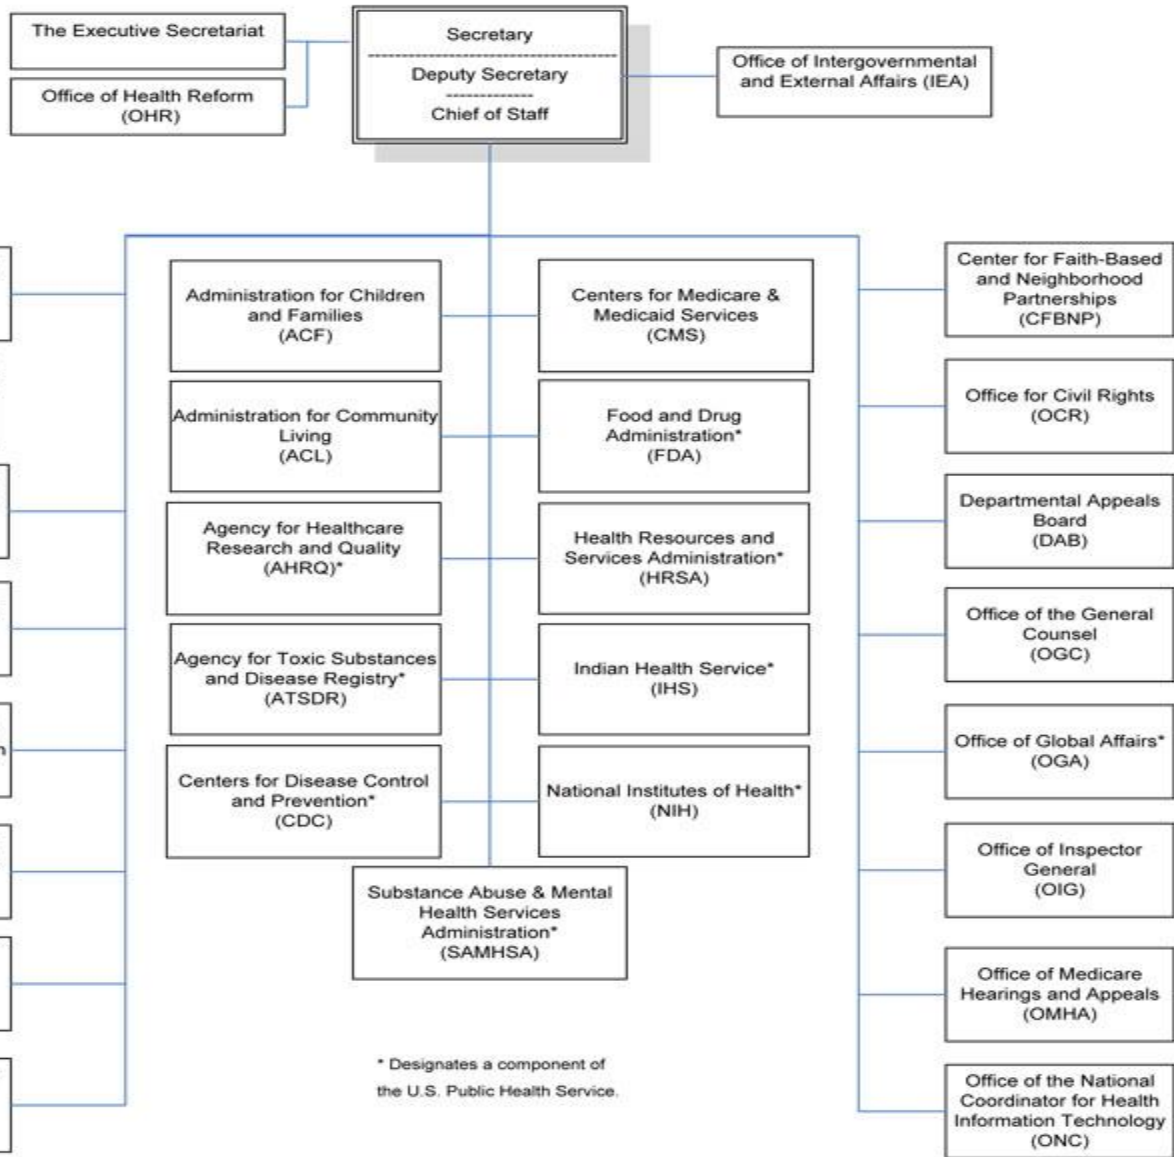 The Executive Secretariat
Office of Health Reform
(OHR)
Secretary
Deputy Secretary
Chief of Staff
Office of Intergovernmental
and External Affairs (IEA)
Administration for Children
and Families
(ACF)
Centers for Medicare &
Medicaid Services
(CMS)
Administration for Community
Living
(ACL)
Food and Drug
Administration*
(FDA)
Agency for Healthcare
Research and Quality
(AHRQ)*
Health Resources and
Services Administration*
(HRSA)
Agency for Toxic Substances
and Disease Registry*
(ATSDR)
Indian Health Service*
(IHS)
Centers for Disease Control
and Prevention*
(CDC)
National Institutes of Health*
(NIH)
Substance Abuse & Mental
Health Services
Administration*
(SAMHSA)
Center for Faith-Based
and Neighborhood
Partnerships
(CFBNP)
Office for Civil Rights
(OCR)
Departmental Appeals
Board
(DAB)
Office of the General
Counsel
(OGC)
Office of Global Affairs*
(OGA)
Office of Inspector
General
(OIG)
Office of Medicare
Hearings and Appeals
(OMHA)
Office of the National
Coordinator for Health
Information Technology
(ONC)
* Designates a component of
the U.S. Public Health Service.